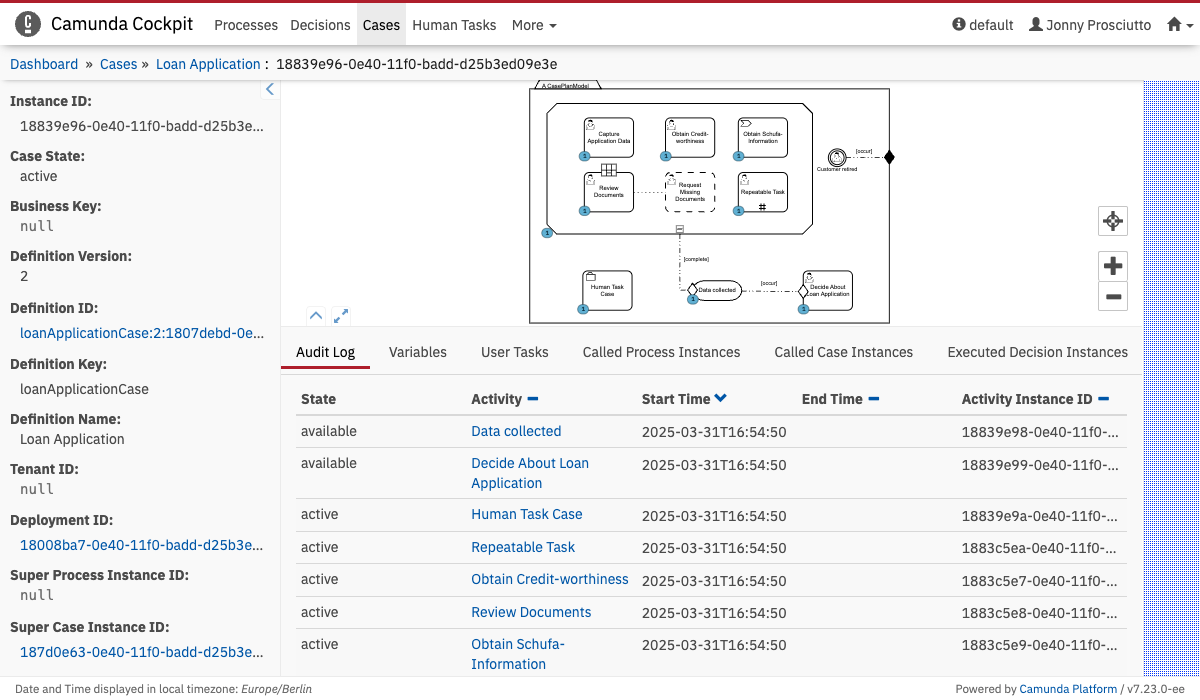 Camunda Cockpit Processes Decisions Cases Human Tasks More default Jonny Prosciutto
Dashboard » Cases » Loan Application : 18839e96-0e40-11f0-badd-d25b3ed09e3e
Instance ID:
18839e96-0e40-11f0-badd-d25b3e...
Case State:
active
Business Key:
null
Definition Version:
2
Definition ID:
loanApplicationCase:2:1807debd-0e...
Definition Key:
loanApplicationCase
Definition Name:
Loan Application
Tenant ID:
null
Deployment ID:
18008ba7-0e40-11f0-badd-d25b3e...
Super Process Instance ID:
null
Super Case Instance ID:
187d0e63-0e40-11f0-badd-d25b3e...
A CasePlanModel
Capture
Application Data
1
Obtain Credit-
worthiness
1
Obtain Schufa-
Information
1
Review
Documents
1
Request
Missing
Documents
Repeatable Task
1
1
Customer retired
[occur]
[complete]
Human Task
Case
1
Data collected
1
[occur]
Decide About
Loan Application
1
Audit Log Variables User Tasks Called Process Instances Called Case Instances Executed Decision Instances
State Activity Start Time End Time Activity Instance ID
available Data collected 2025-03-31T16:54:50 18839e98-0e40-11f0-...
available Decide About Loan 2025-03-31T16:54:50 18839e99-0e40-11f0-...
Application
active Human Task Case 2025-03-31T16:54:50 18839e9a-0e40-11f0-...
active Repeatable Task 2025-03-31T16:54:50 1883c5ea-0e40-11f0-...
active Obtain Credit-worthiness 2025-03-31T16:54:50 1883c5e7-0e40-11f0-...
active Review Documents 2025-03-31T16:54:50 1883c5e8-0e40-11f0-...
active Obtain Schufa- 2025-03-31T16:54:50 1883c5e9-0e40-11f0-...
Information
Date and Time displayed in local timezone: Europe/Berlin Powered by Camunda Platform / v7.23.0-ee